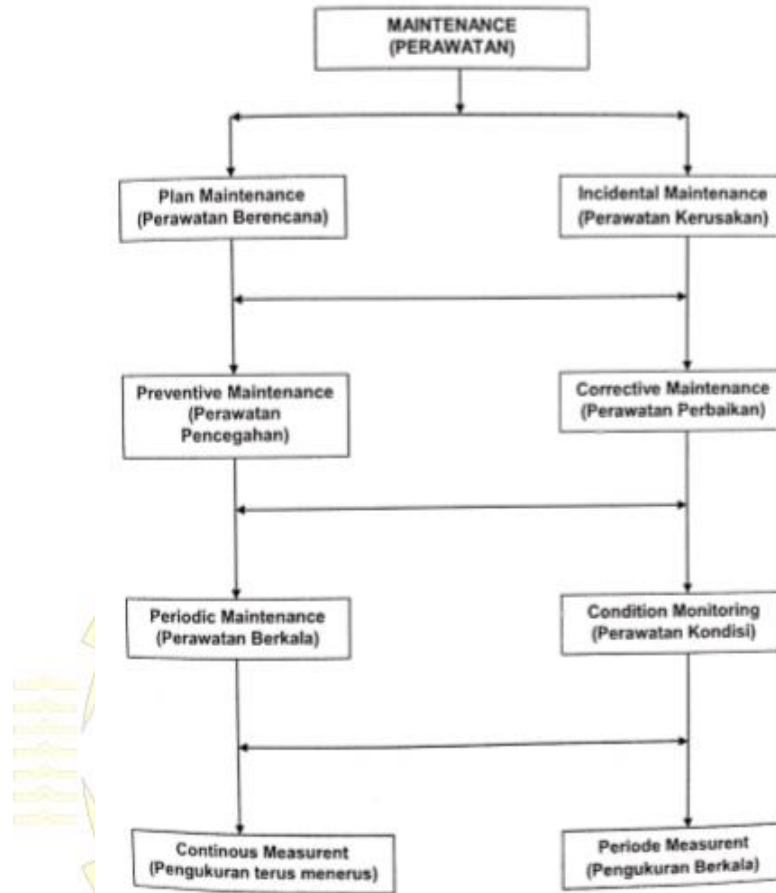 MAINTENANCE
(PERAWATAN)
Plan Maintenance
(Perawatan Berencana)
Incidental Maintenance
(Perawatan Kerusakan)
Preventive Maintenance
(Perawatan
Pencegahan)
Corrective Maintenance
(Perawatan Perbaikan)
Periodic Maintenance
(Perawatan Berkala)
Condition Monitoring
(Perawatan Kondisi)
Continous Measurent
(Pengukuran terus menerus)
Periode Measurent
(Pengukuran Berkala)